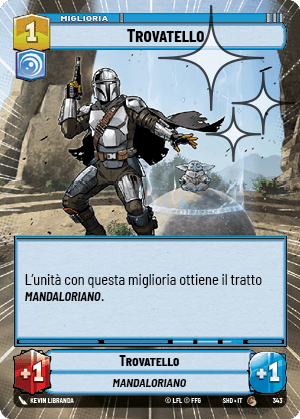 1
MIGLIORIA
TROVATELLO
L'unità con questa miglioria ottiene il tratto
MANDALORIANO.
+1
TROVATELLO
MANDALORIANO
+1
KEVIN LIBRANDA
© LFL © FFG
SHD • IT
343